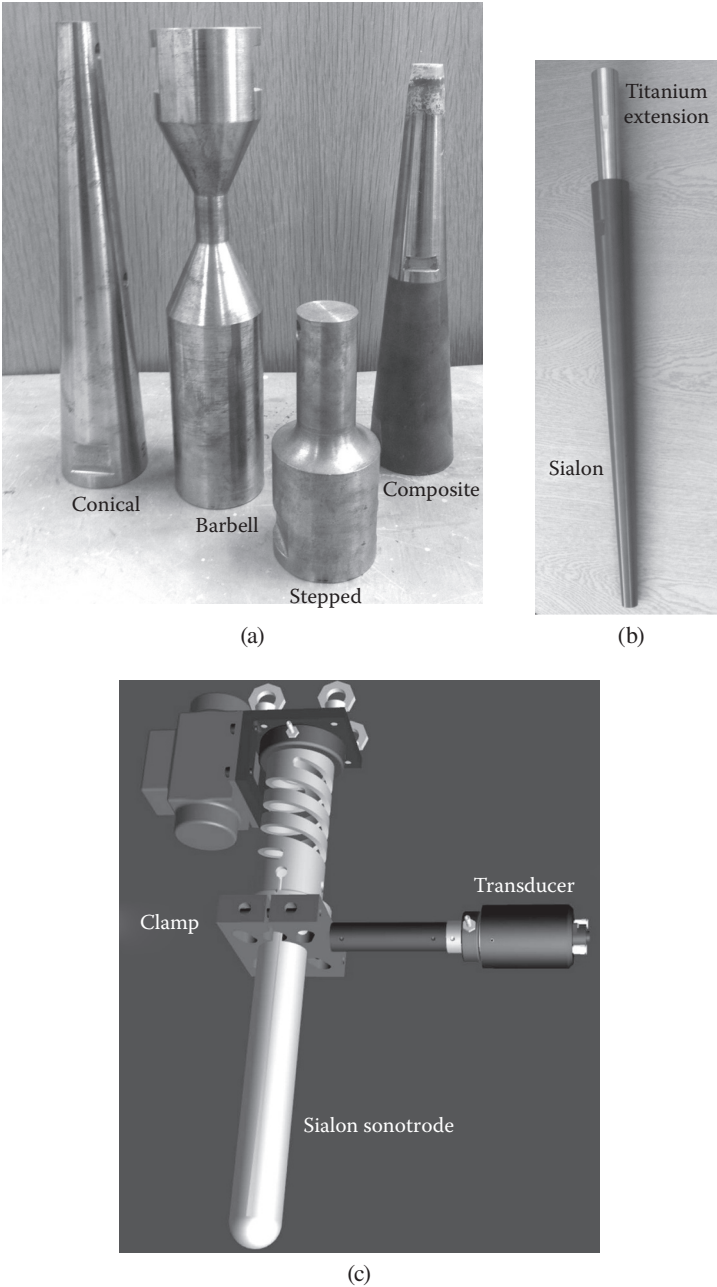 Conical
Barbell
Stepped
Composite
(a)
Titanium
extension
Sialon
(b)
Transducer
Clamp
Sialon sonotrode
(c)